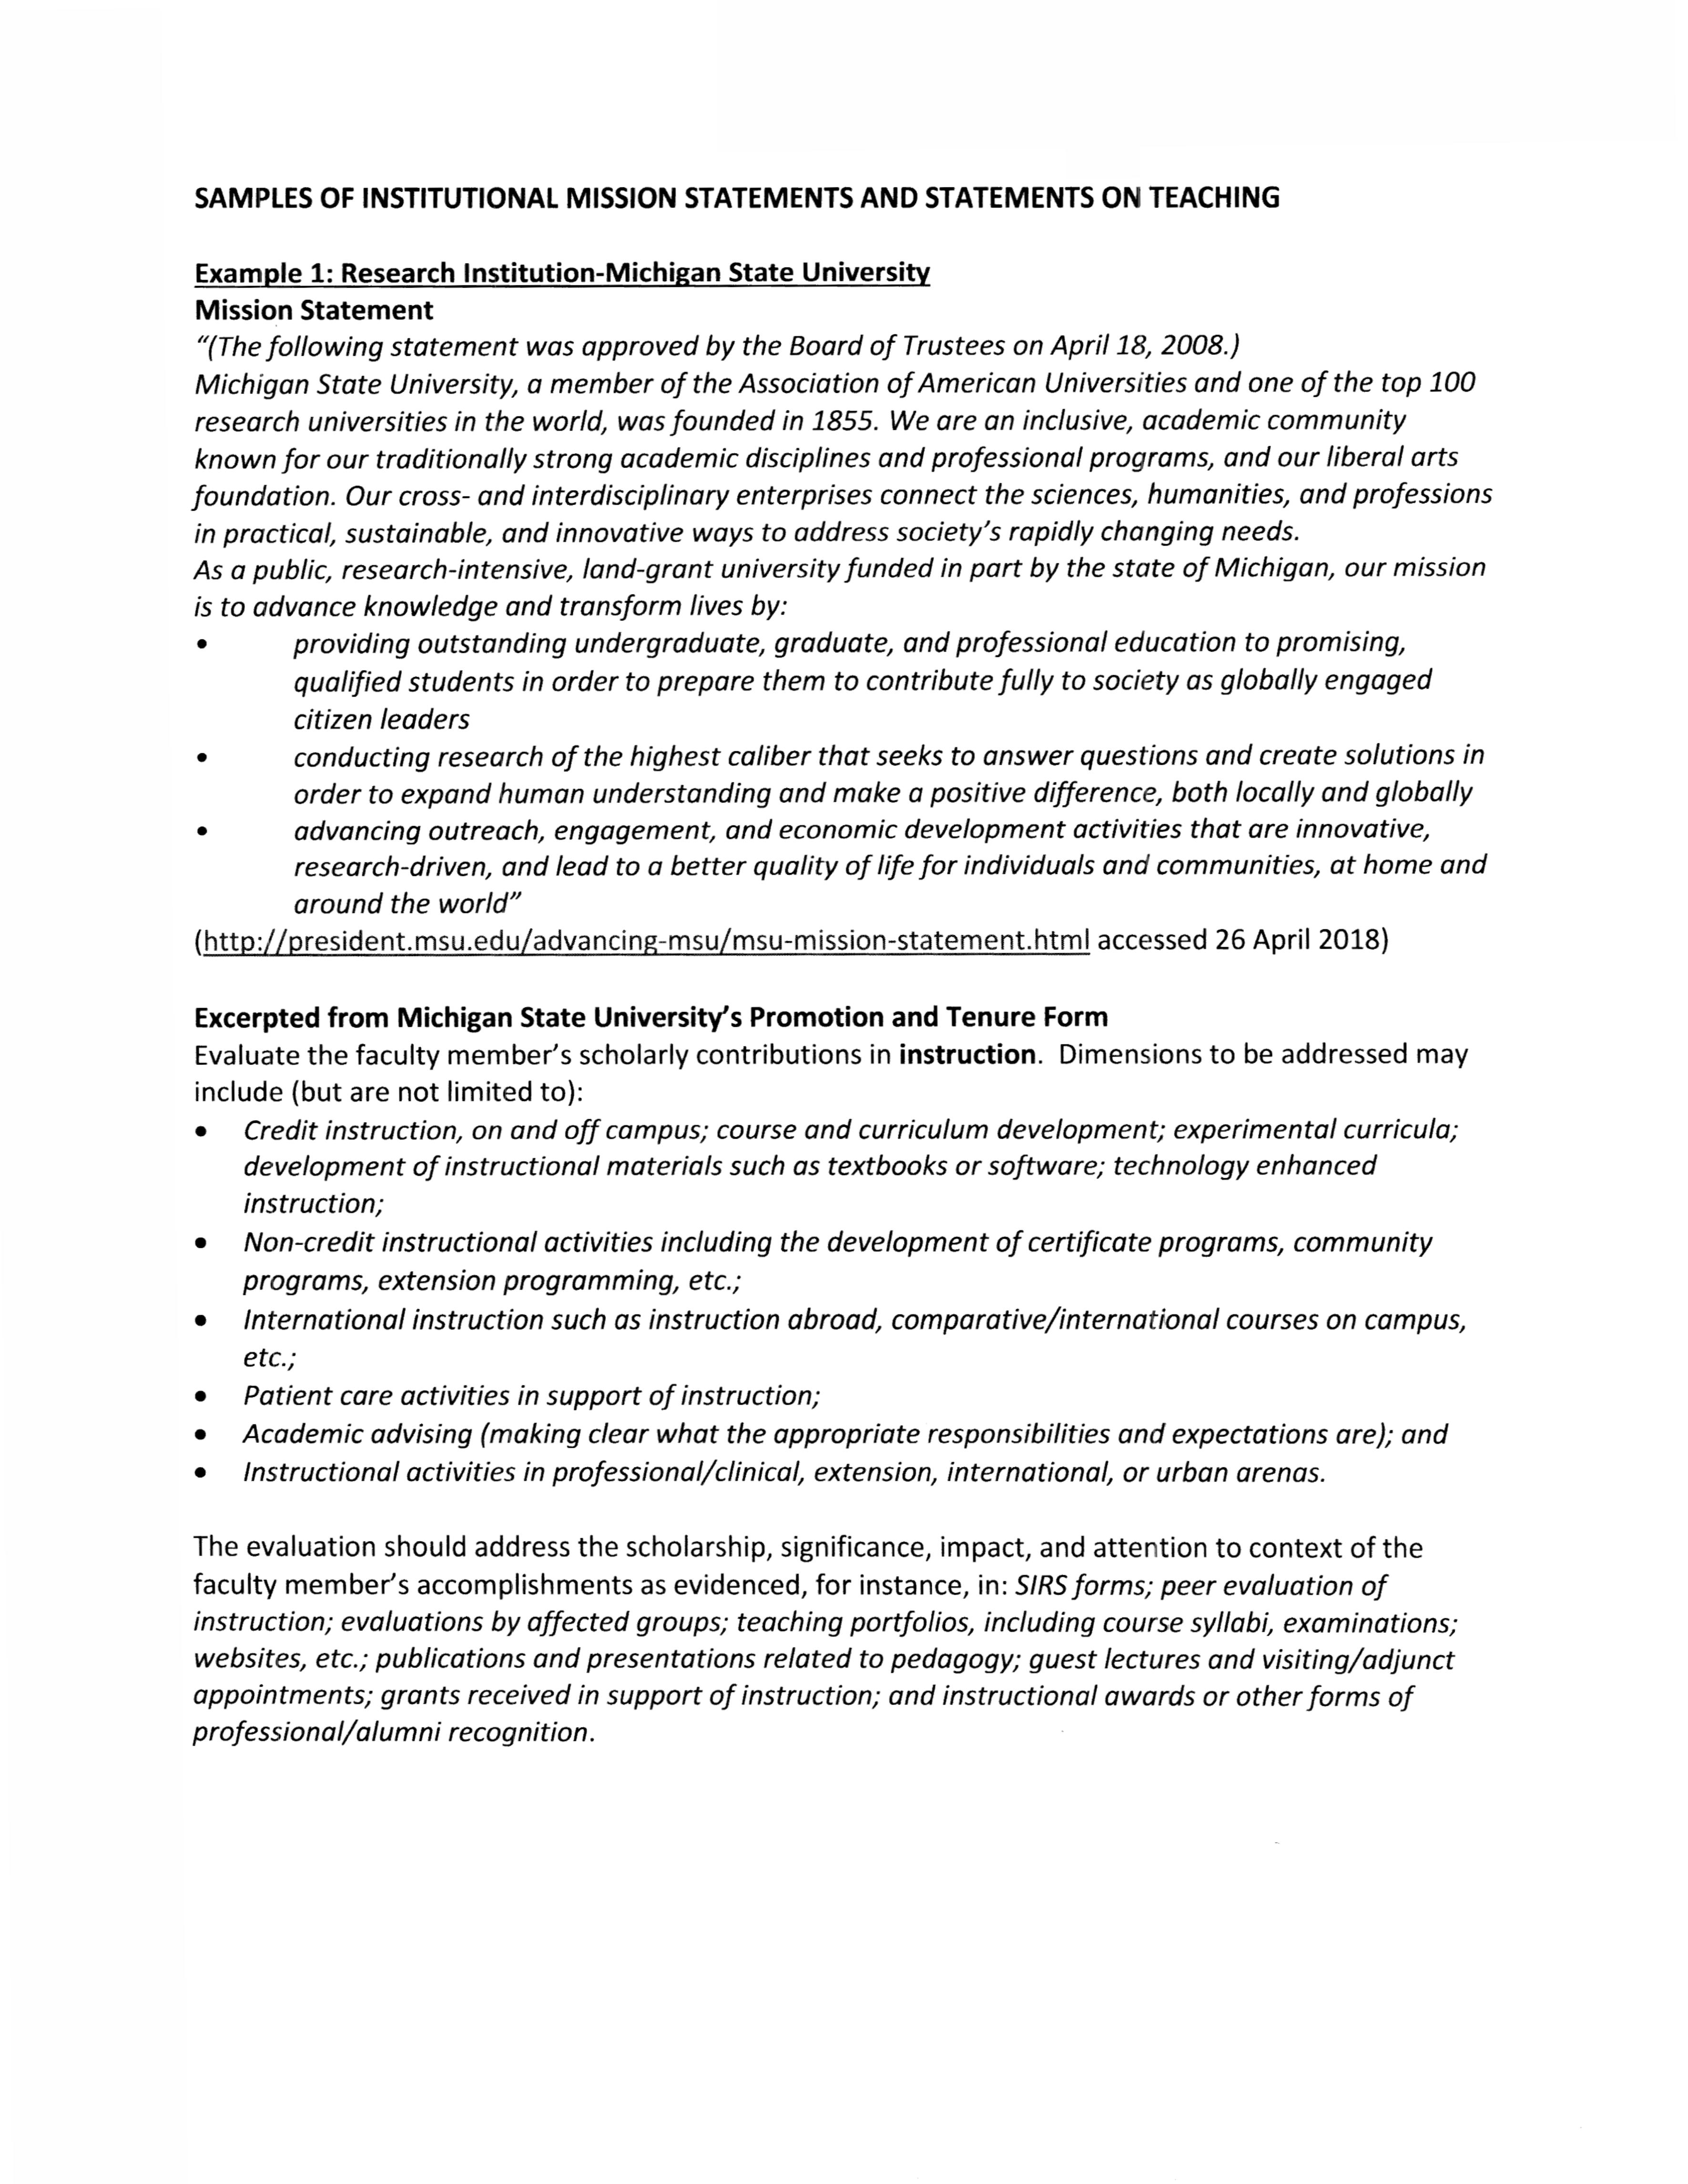 SAMPLES OF INSTITUTIONAL MISSION STATEMENTS AND STATEMENTS ON TEACHING
Example 1: Research Institution-Michigan State University
Mission Statement
“(The following statement was approved by the Board of Trustees on April 18, 2008.)
Michigan State University, a member of the Association of American Universities and one of the top 100
research universities in the world, was founded in 1855. We are an inclusive, academic community
known for our traditionally strong academic disciplines and professional programs, and our liberal arts
foundation. Our cross- and interdisciplinary enterprises connect the sciences, humanities, and professions
in practical, sustainable, and innovative ways to address society’s rapidly changing needs.
As a public, research-intensive, land-grant university funded in part by the state of Michigan, our mission
is to advance knowledge and transform lives by:
• providing outstanding undergraduate, graduate, and professional education to promising,
qualified students in order to prepare them to contribute fully to society as globally engaged
citizen leaders
• conducting research of the highest caliber that seeks to answer questions and create solutions in
order to expand human understanding and make a positive difference, both locally and globally
• advancing outreach, engagement, and economic development activities that are innovative,
research-driven, and lead to a better quality of life for individuals and communities, at home and
around the world”
(http://president.msu.edu/advancing-msu/msu-mission-statement.html accessed 26 April 2018)
Excerpted from Michigan State University’s Promotion and Tenure Form
Evaluate the faculty member’s scholarly contributions in instruction. Dimensions to be addressed may
include (but are not limited to):
• Credit instruction, on and off campus; course and curriculum development; experimental curricula;
development of instructional materials such as textbooks or software; technology enhanced
instruction;
• Non-credit instructional activities including the development of certificate programs, community
programs, extension programming, etc.;
• International instruction such as instruction abroad, comparative/international courses on campus,
etc.;
• Patient care activities in support of instruction;
• Academic advising (making clear what the appropriate responsibilities and expectations are); and
• Instructional activities in professional/clinical, extension, international, or urban arenas.
The evaluation should address the scholarship, significance, impact, and attention to context of the
faculty member’s accomplishments as evidenced, for instance, in: SIRS forms; peer evaluation of
instruction; evaluations by affected groups; teaching portfolios, including course syllabi, examinations;
websites, etc.; publications and presentations related to pedagogy; guest lectures and visiting/adjunct
appointments; grants received in support of instruction; and instructional awards or other forms of
professional/alumni recognition.